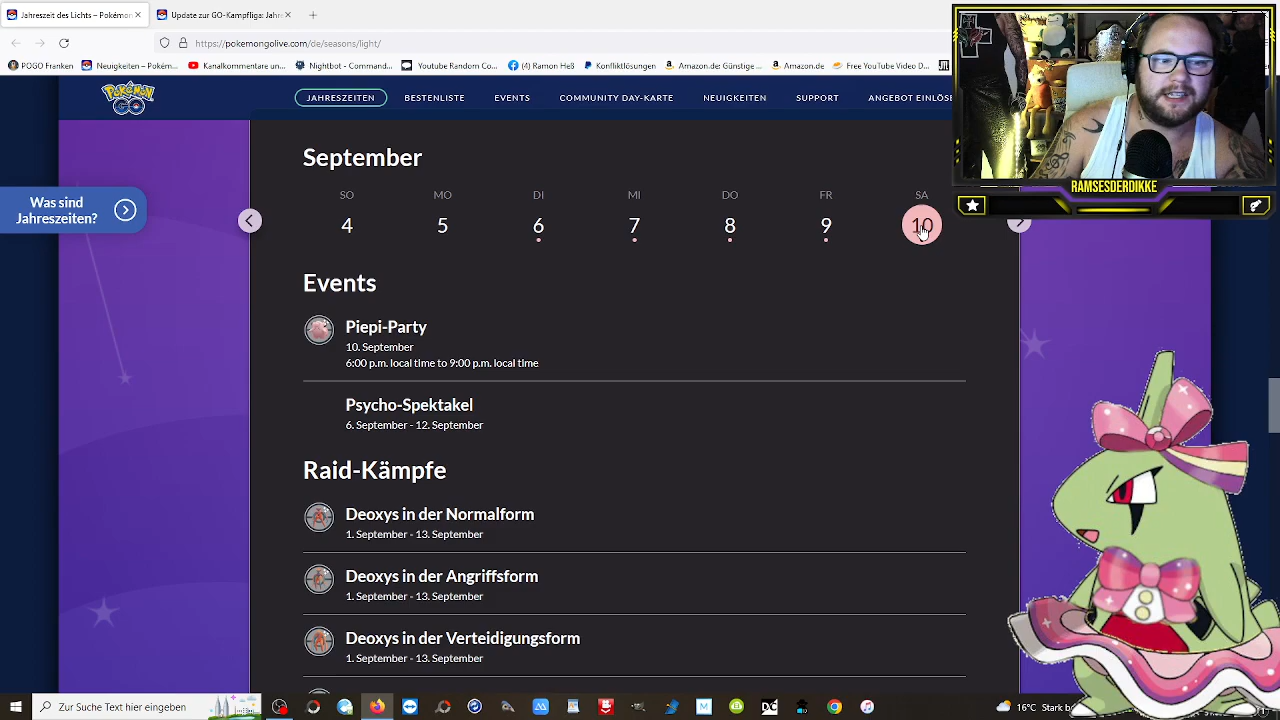 Jahreszeit des Lichts – Pokémon
Update zur GO-Kampfliga: Jahre
https://pokemongolive.com/de/seasons/light/
POGO Franken
Neuigkeiten – Pokém...
Kanalkommentare un...
Nightbot - Comman...
Youtube Bannern Co...
(4) Ramon Heß
Konfliktlösungen
Amazon.de Günstige ...
Amazon.de
Free YouTube Video D...
POKÉMON GO
JAHRESZEITEN
BESTENLISTE
EVENTS
COMMUNITY DAY-KARTE
NEUIGKEITEN
SUPPORT
ANGEBOT EINLÖSE
RAMSESDERDIKKE
Was sind
Jahreszeiten?
September
SO MO DI MI DO FR SA
4 5 6 7 8 9 10
Events
Piepi-Party
10. September
6:00 p.m. local time to 9:00 p.m. local time
Psycho-Spektakel
6. September - 12. September
Raid-Kämpfe
Deoxys in der Normalform
1. September - 13. September
Deoxys in der Angriffsform
1. September - 13. September
Deoxys in der Verteidigungsform
1. September - 13. September
Zur Suche Text hier eingeben
16°C Stark